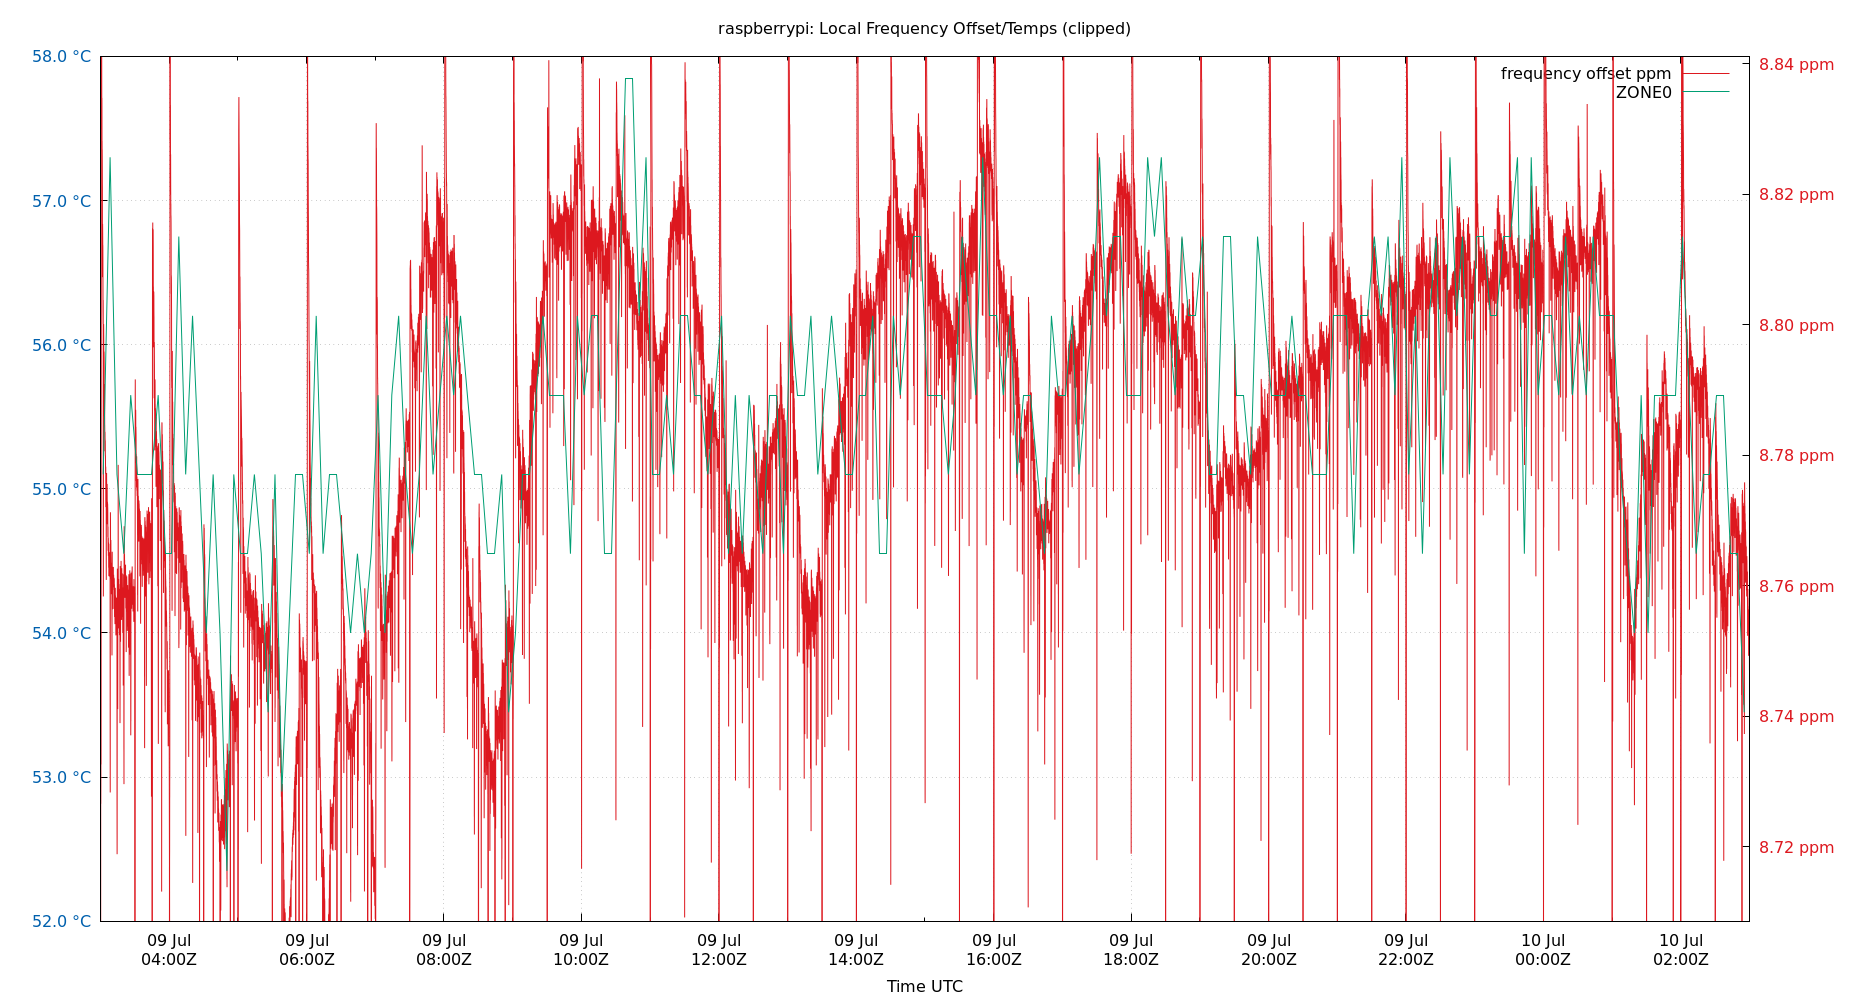 raspberrypi: Local Frequency Offset/Temps (clipped)
58.0 °C
57.0 °C
56.0 °C
55.0 °C
54.0 °C
53.0 °C
52.0 °C
frequency offset ppm
ZONE0
8.84 ppm
8.82 ppm
8.80 ppm
8.78 ppm
8.76 ppm
8.74 ppm
8.72 ppm
09 Jul 09 Jul 09 Jul 09 Jul 09 Jul 09 Jul 09 Jul 09 Jul 09 Jul 09 Jul 10 Jul 10 Jul
04:00Z 06:00Z 08:00Z 10:00Z 12:00Z 14:00Z 16:00Z 18:00Z 20:00Z 22:00Z 00:00Z 02:00Z
Time UTC